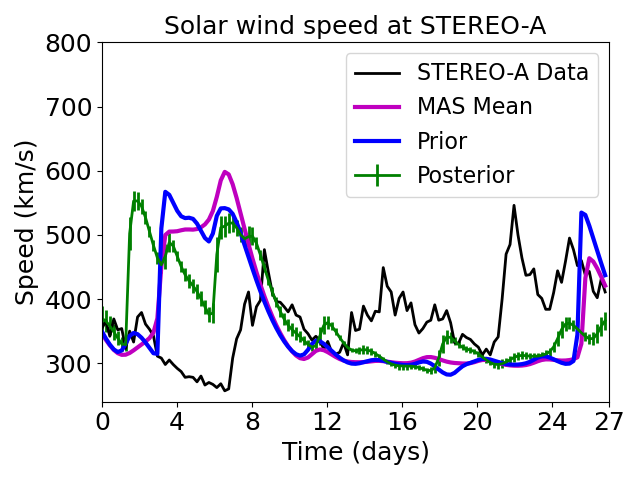 Solar wind speed at STEREO-A
800
700
600
500
400
300
Speed (km/s)
STEREO-A Data
MAS Mean
Prior
Posterior
0 4 8 12 16 20 24 27
Time (days)